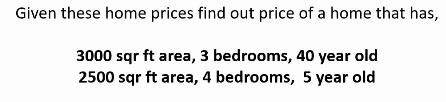 Given these home prices find out price of a home that has,
3000 sqr ft area, 3 bedrooms, 40 year old
2500 sqr ft area, 4 bedrooms,  5 year old